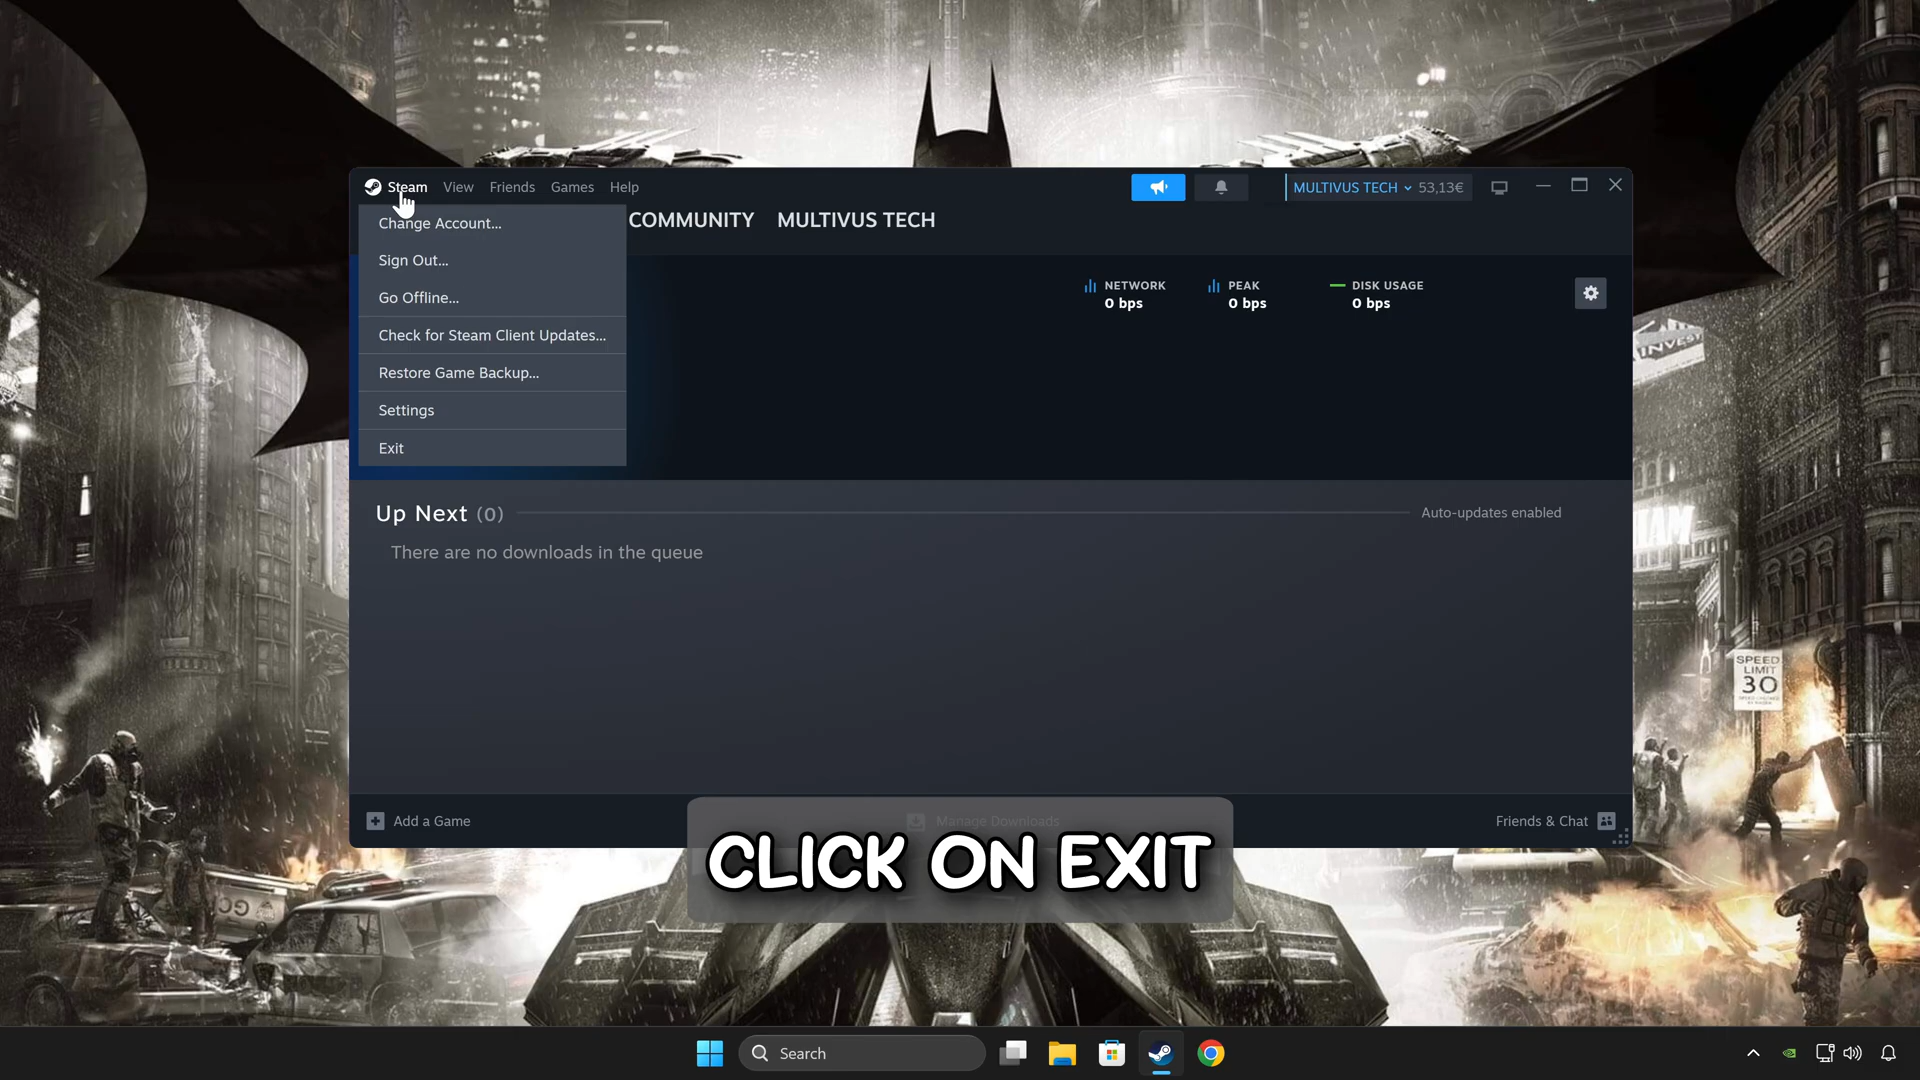 Steam View Friends Games Help
MULTIVUS TECH 53,13€
COMMUNITY MULTIVUS TECH
Change Account...
Sign Out...
Go Offline...
Check for Steam Client Updates...
Restore Game Backup...
Settings
Exit
NETWORK
0 bps
PEAK
0 bps
DISK USAGE
0 bps
Up Next (0)
Auto-updates enabled
There are no downloads in the queue
Add a Game
Manage Downloads
Friends & Chat
CLICK ON EXIT
INVEST
SPEED
LIMIT
30
Search